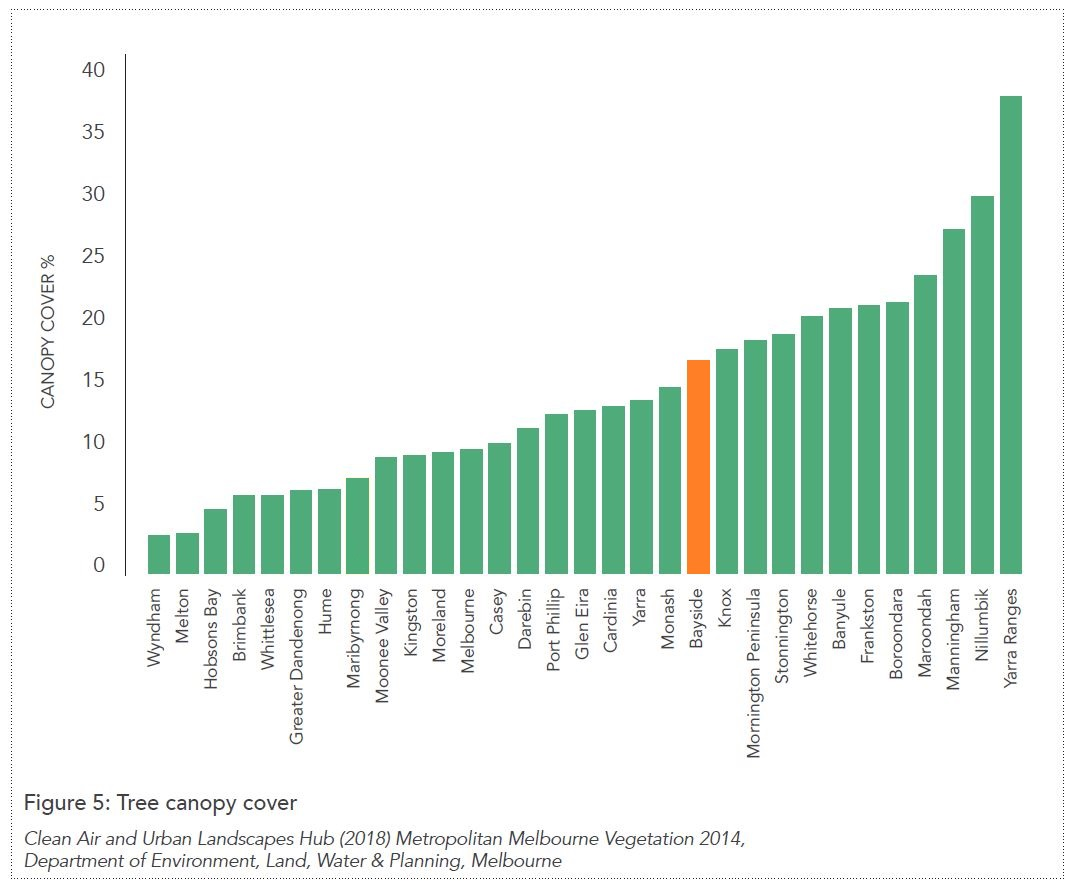 40
35
30
25
20
15
10
5
0
CANOPY COVER %
Wyndham
Melton
Hobsons Bay
Brimbank
Whittlesea
Greater Dandenong
Hume
Maribyrnong
Moonee Valley
Kingston
Moreland
Melbourne
Casey
Darebin
Port Phillip
Glen Eira
Cardinia
Yarra
Monash
Bayside
Knox
Mornington Peninsula
Stonnington
Whitehorse
Banyule
Frankston
Boroondara
Maroondah
Manningham
Nillumbik
Yarra Ranges
Figure 5: Tree canopy cover
Clean Air and Urban Landscapes Hub (2018) Metropolitan Melbourne Vegetation 2014,
Department of Environment, Land, Water & Planning, Melbourne